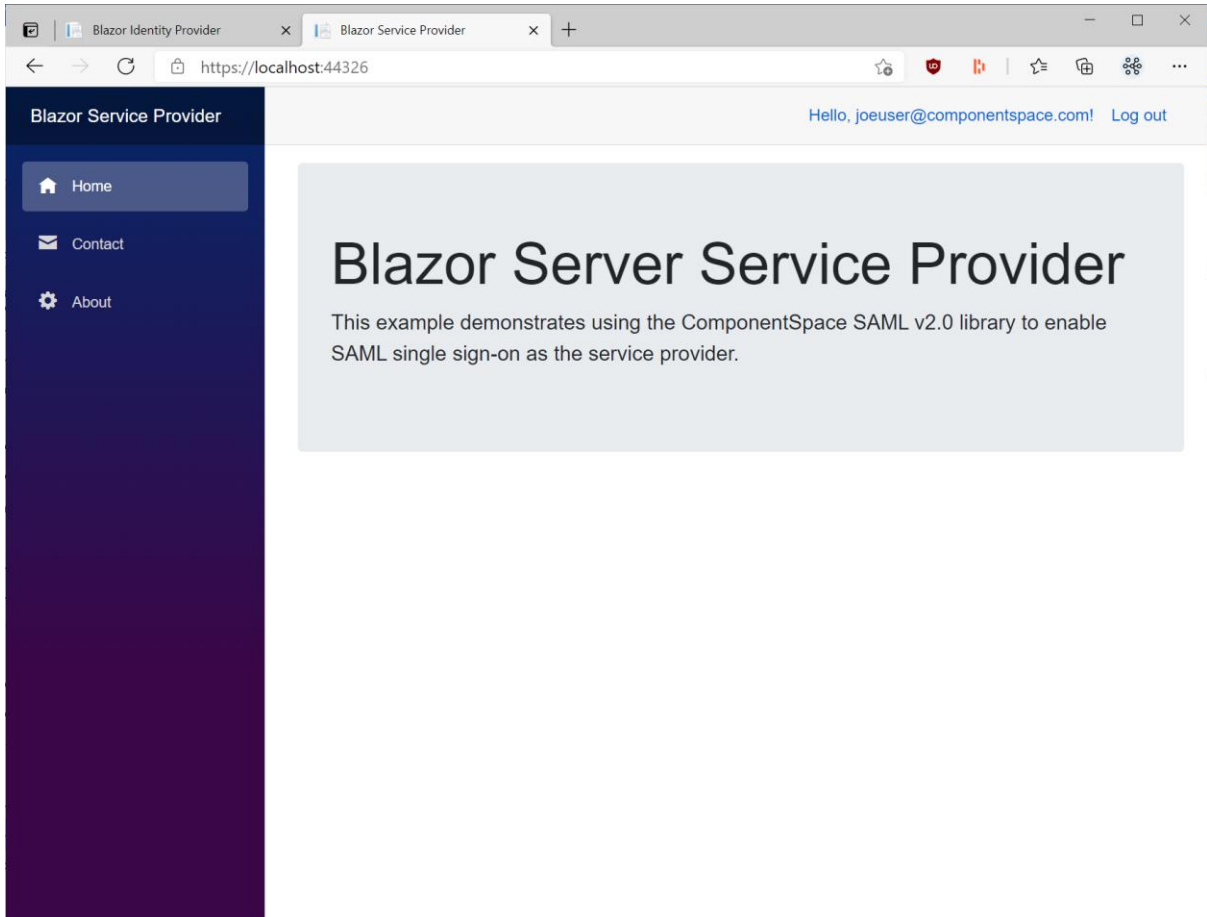 Blazor Identity Provider
Blazor Service Provider
https://localhost:44326
Blazor Service Provider
Hello, joeuser@componentspace.com! Log out
Home
Contact
About
Blazor Server Service Provider
This example demonstrates using the ComponentSpace SAML v2.0 library to enable
SAML single sign-on as the service provider.